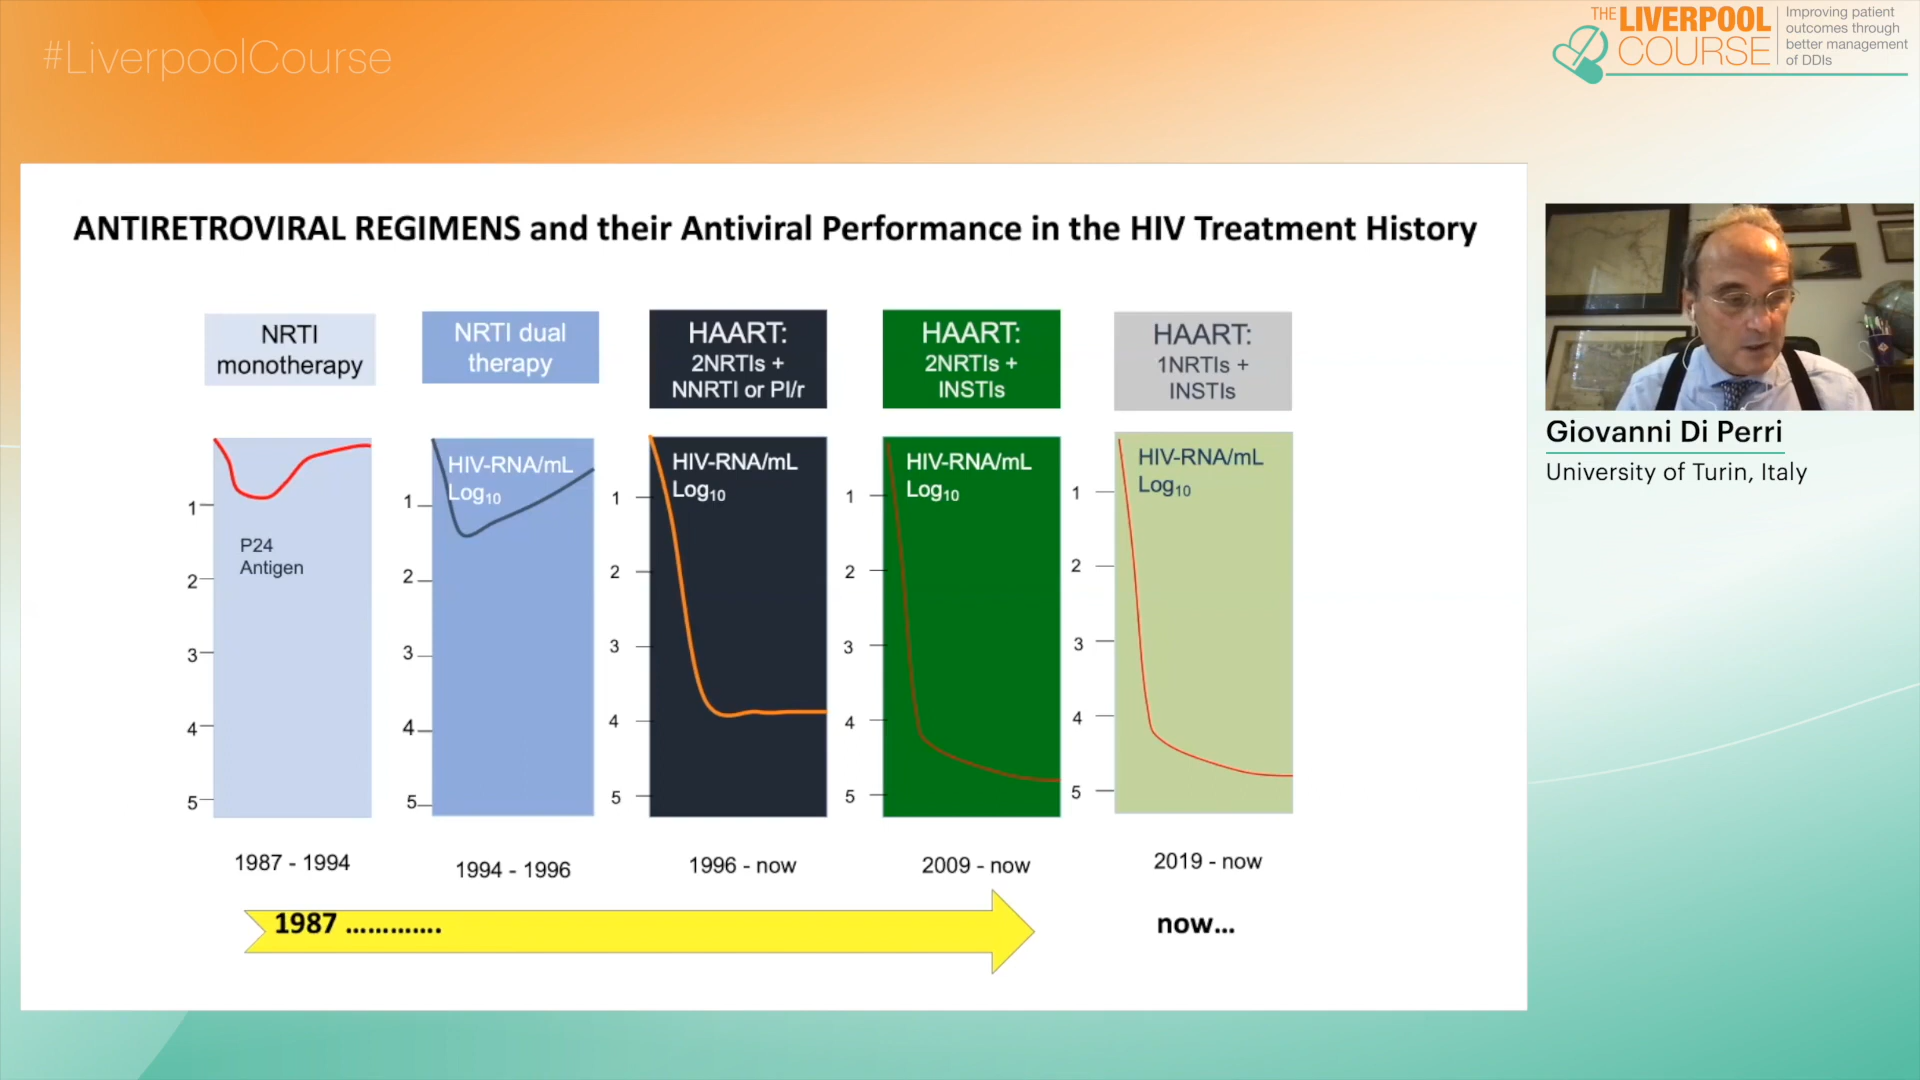 #LiverpoolCourse
THE LIVERPOOL
COURSE
Improving patient
outcomes through
better management
of DDIs
ANTIRETROVIRAL REGIMENS and their Antiviral Performance in the HIV Treatment History
NRTI
monotherapy
1
2
3
4
5
P24
Antigen
1987 - 1994
NRTI dual
therapy
HIV-RNA/mL
Log10
1
2
3
4
5
1994 - 1996
HAART:
2NRTIs +
NNRTI or PI/r
HIV-RNA/mL
Log10
1
2
3
4
5
1996 - now
HAART:
2NRTIs +
INSTIs
HIV-RNA/mL
Log10
1
2
3
4
5
2009 - now
HAART:
1NRTIs +
INSTIs
HIV-RNA/mL
Log10
1
2
3
4
5
2019 - now
1987 ………….
now…
Giovanni Di Perri
University of Turin, Italy